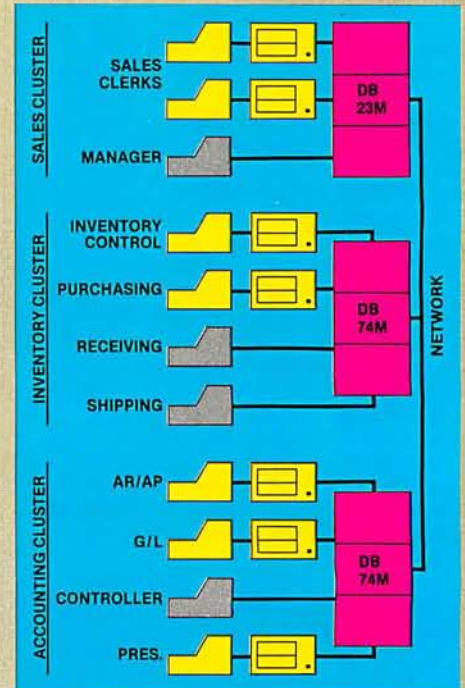 SALES CLUSTER
SALES
CLERKS
MANAGER
DB
23M
INVENTORY CLUSTER
INVENTORY
CONTROL
PURCHASING
RECEIVING
SHIPPING
DB
74M
NETWORK
ACCOUNTING CLUSTER
AR/AP
G/L
CONTROLLER
PRES.
DB
74M